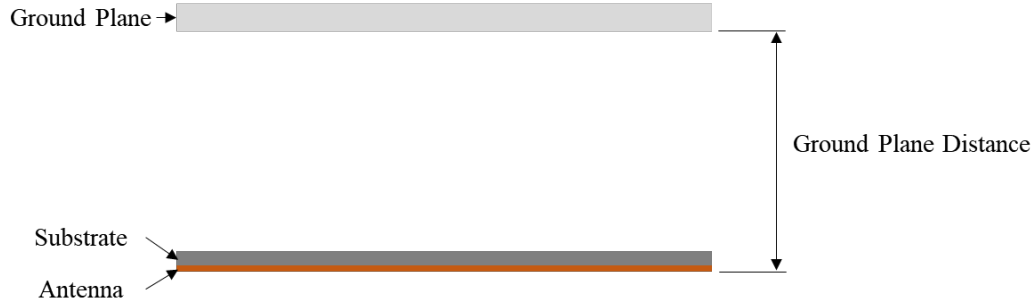 Ground Plane
Ground Plane Distance
Substrate
Antenna